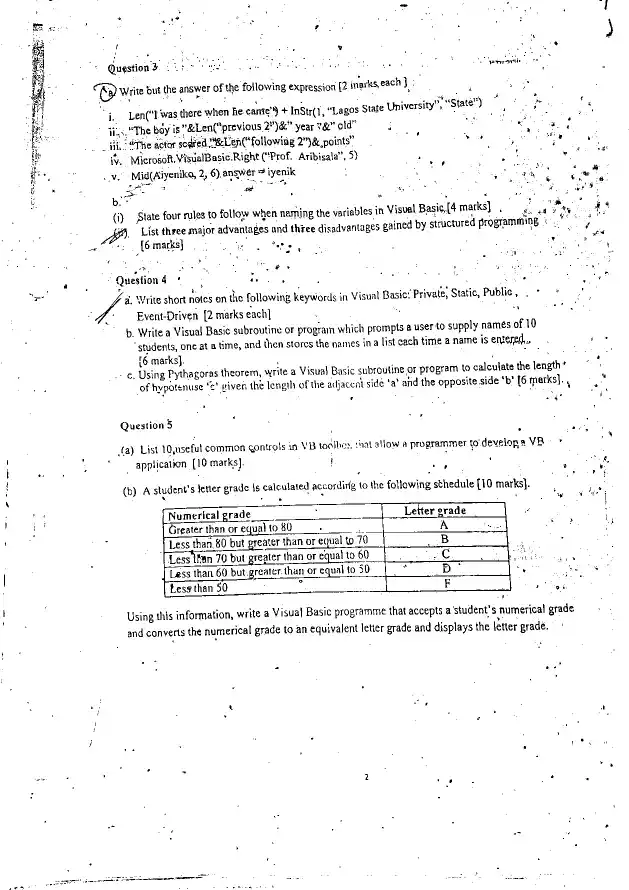 Question 3
(a) Write out the answer of the following expression [2 marks each]
i. Len("I was there when he came") + InStr(1, "Lagos State University", "State")
ii. "The boy is "&Len("previous 2")&" year &" old"
iii. "The actor scored "&Len("following 2")& points"
iv. Microsoft.VisualBasic.Right ("Prof. Aribisala", 5)
v. Mid(Aiyeniko, 2, 6) answer = iyenik
b.
(i) State four rules to follow when naming the variables in Visual Basic.[4 marks]
List three major advantages and three disadvantages gained by structured programming
[6 marks]
Question 4
a. Write short notes on the following keywords in Visual Basic: Private, Static, Public,
Event-Driven [2 marks each]
b. Write a Visual Basic subroutine or program which prompts a user to supply names of 10
students, one at a time, and then stores the names in a list each time a name is entered.
[6 marks].
c. Using Pythagoras theorem, write a Visual Basic subroutine or program to calculate the length
of hypotenuse 'c' given the length of the adjacent side 'a' and the opposite side 'b' [6 marks].
Question 5
(a) List 10 useful common controls in VB toolbox that allow a programmer to develop a VB
application [10 marks].
(b) A student's letter grade is calculated according to the following schedule [10 marks].
Numerical grade Letter grade
Greater than or equal to 80 A
Less than 80 but greater than or equal to 70 B
Less than 70 but greater than or equal to 60 C
Less than 60 but greater than or equal to 50 D
Less than 50 F
Using this information, write a Visual Basic programme that accepts a student's numerical grade
and converts the numerical grade to an equivalent letter grade and displays the letter grade.
2